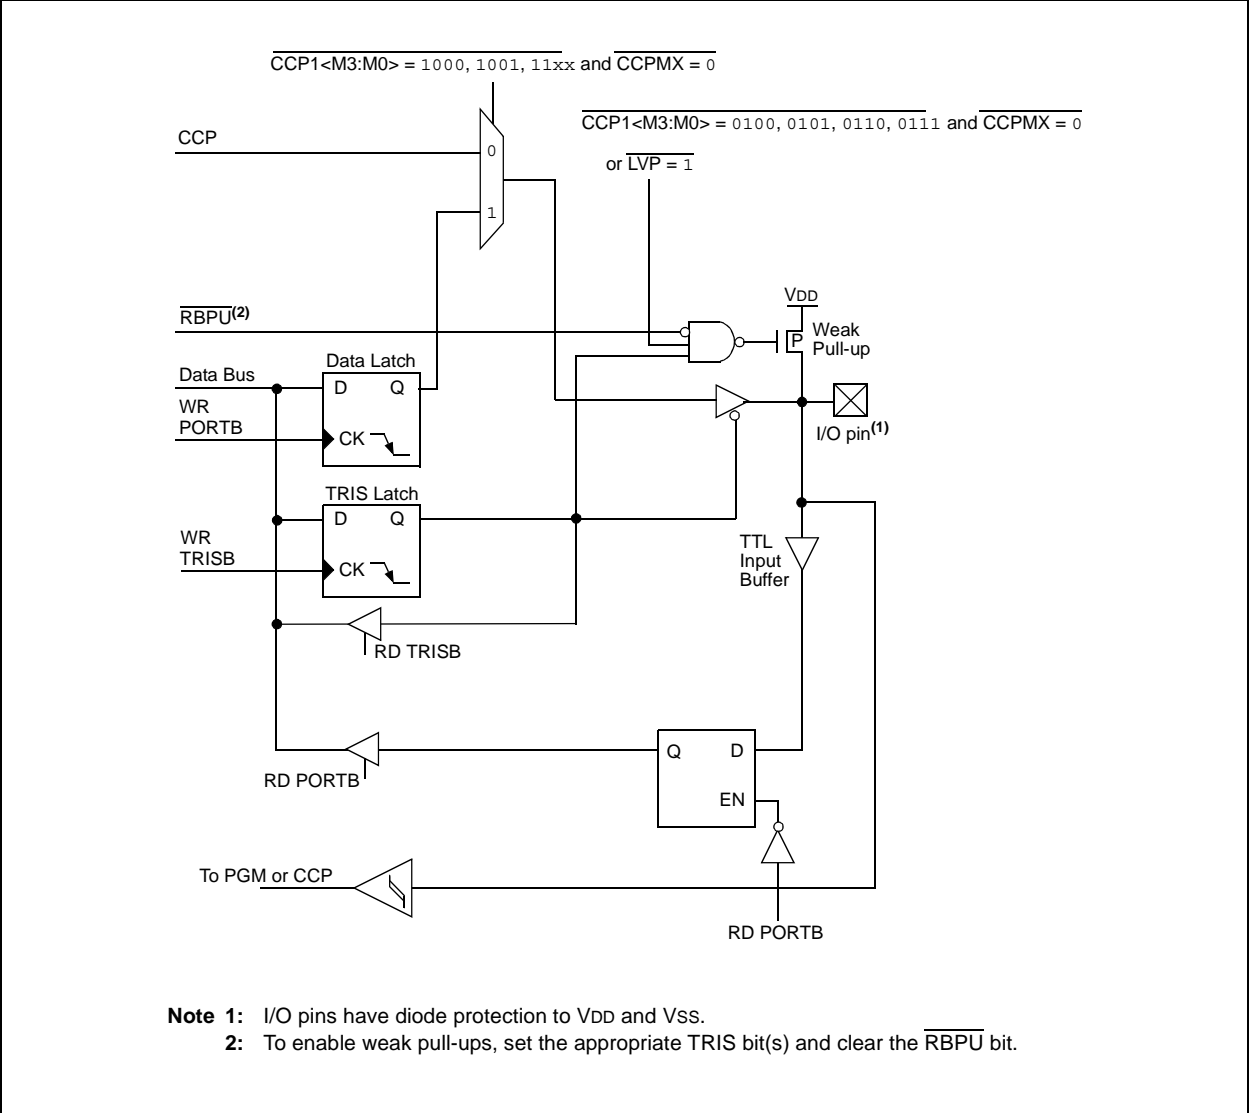 CCP1<M3:M0> = 1000, 1001, 11xx and CCPMX = 0
CCP1<M3:M0> = 0100, 0101, 0110, 0111 and CCPMX = 0
or LVP = 1
CCP
0
1
RBPU(2)
VDD
P
Weak
Pull-up
Data Bus
Data Latch
D Q
WR
PORTB
CK
I/O pin(1)
TRIS Latch
D Q
WR
TRISB
CK
TTL
Input
Buffer
RD TRISB
Q D
EN
RD PORTB
To PGM or CCP
RD PORTB
Note 1: I/O pins have diode protection to VDD and VSS.
2: To enable weak pull-ups, set the appropriate TRIS bit(s) and clear the RBPU bit.